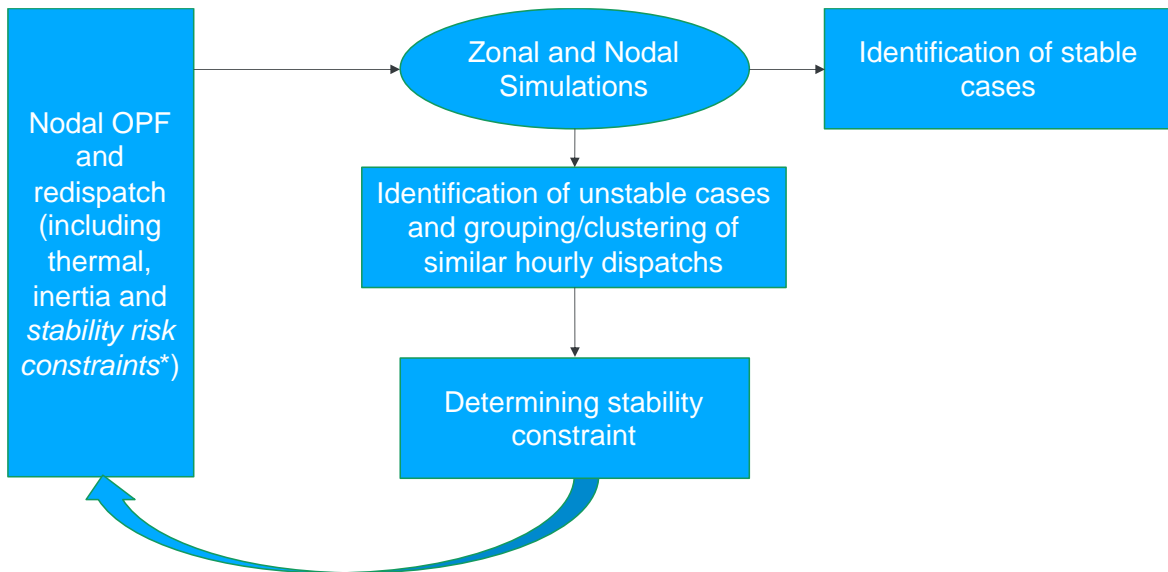 Nodal OPF
and
redispatch
(including
thermal,
inertia and
stability risk
constraints*)
Zonal and Nodal
Simulations
Identification of stable
cases
Identification of unstable cases
and grouping/clustering of
similar hourly dispatchs
Determining stability
constraint